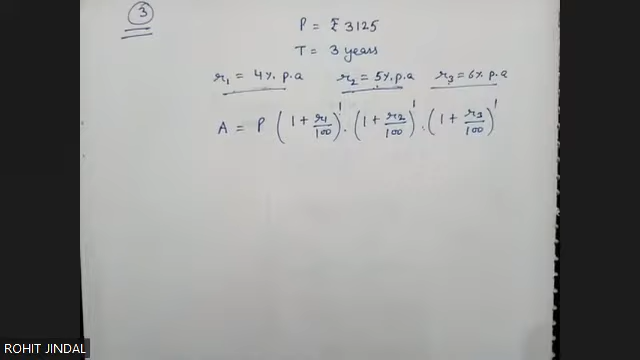 3
P = ₹ 3125
T = 3 years
r₁ = 4%. p.a r₂ = 5%. p.a r₃ = 6%. p.a
A = P (1 + r₁/100)¹ . (1 + r₂/100)¹ . (1 + r₃/100)¹
ROHIT JINDAL